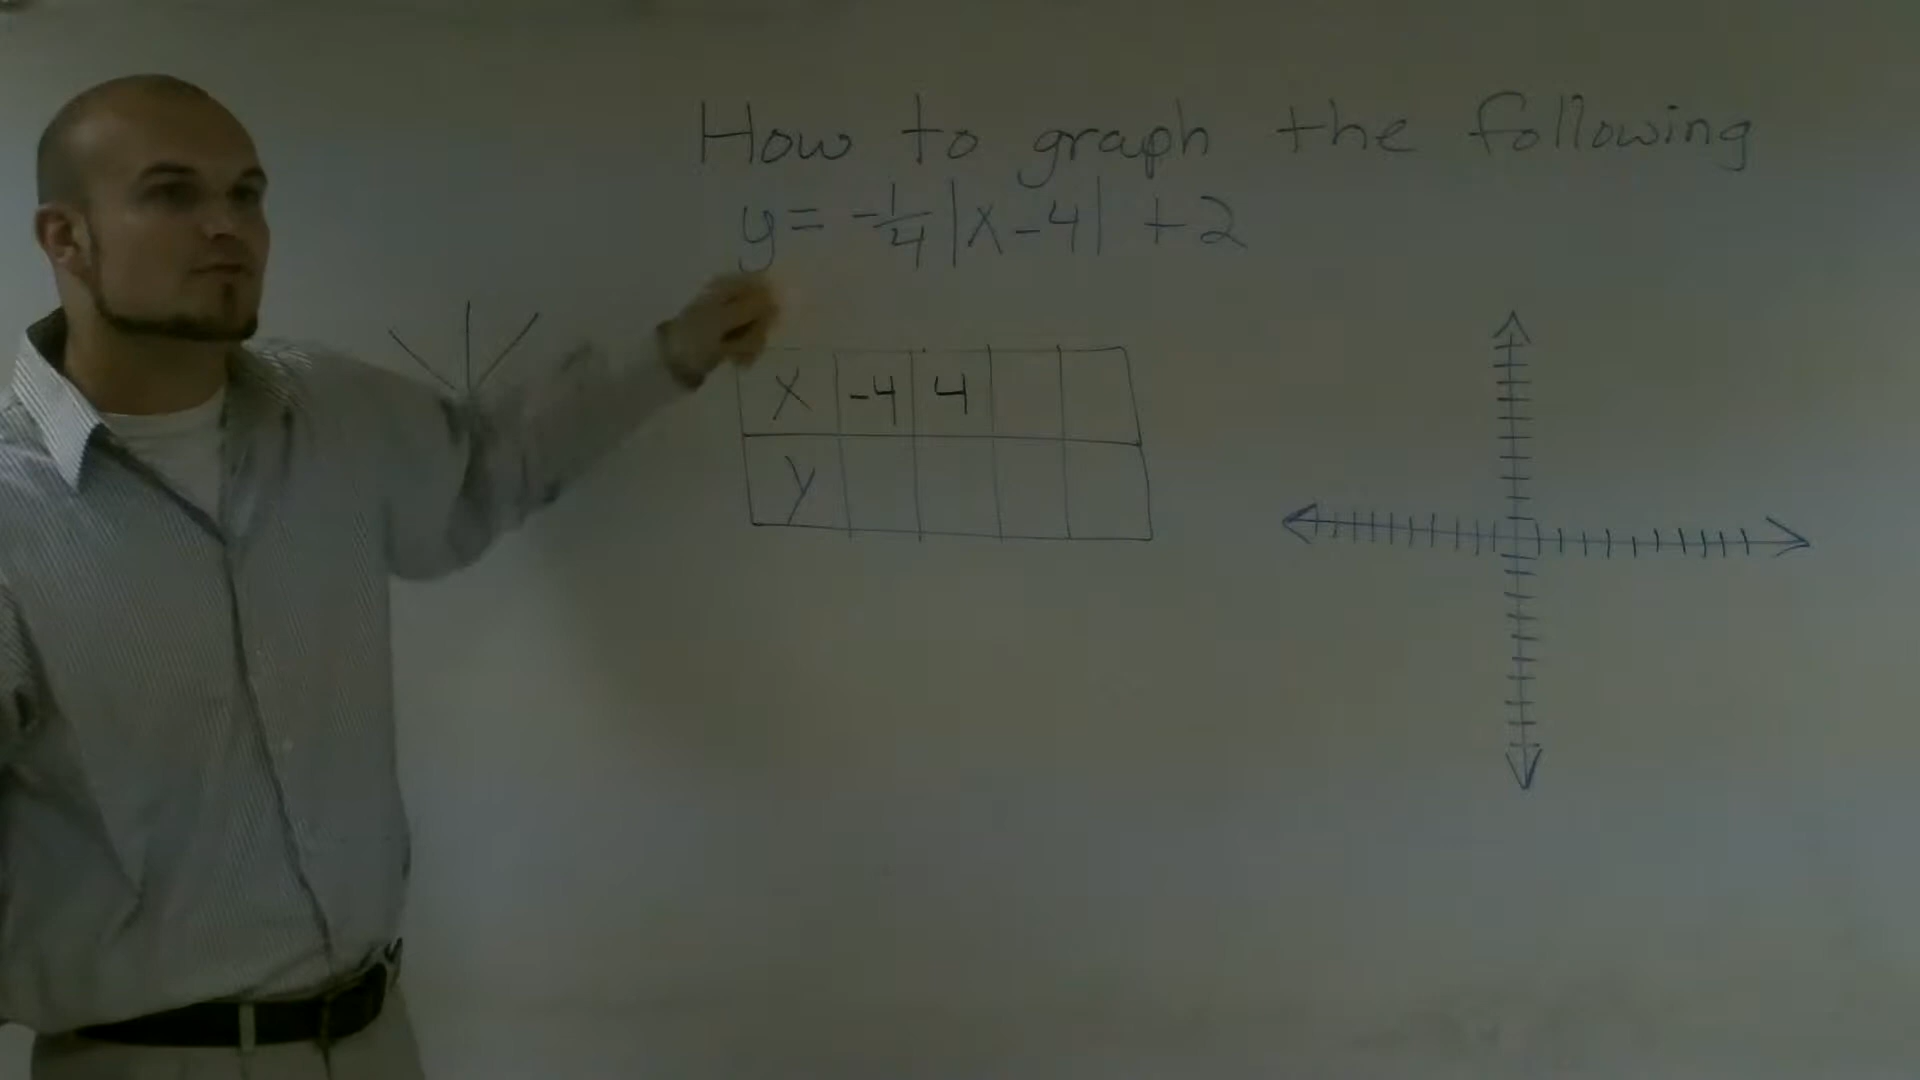 How to graph the following
y = -1/4 |x-4| +2
x -4 4
y